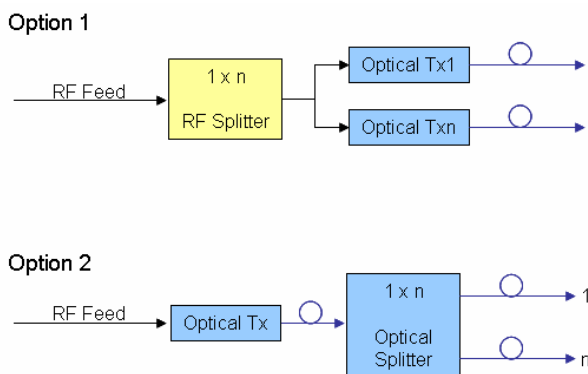 Option 1
RF Feed
1 x n
RF Splitter
Optical Tx1
Optical Txn
Option 2
RF Feed
Optical Tx
1 x n
Optical
Splitter
1
n